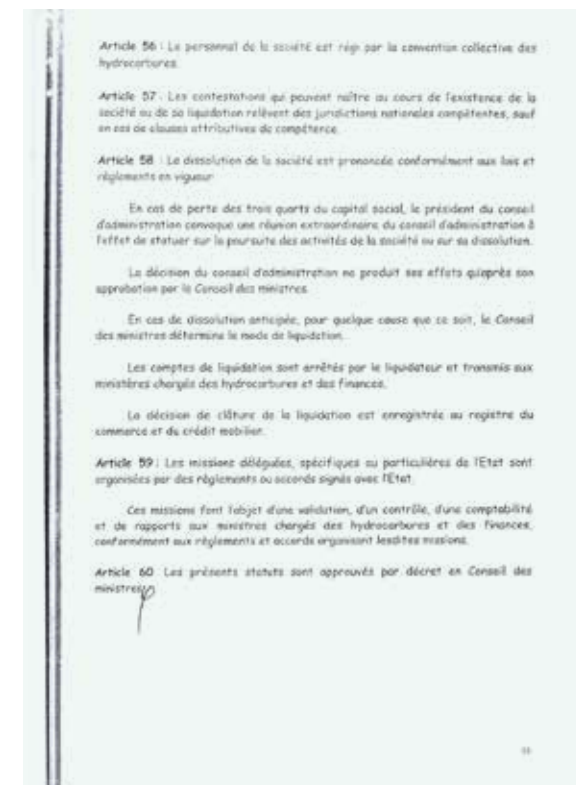 Article 56 : Le personnel de la société est régi par la convention collective des
hydrocarbures.
Article 57 : Les contestations qui peuvent naître au cours de l'existence de la
société ou de sa liquidation relèvent des juridictions nationales compétentes, sauf
en cas de clauses attributives de compétence.
Article 58 : La dissolution de la société est prononcée conformément aux lois et
règlements en vigueur
En cas de perte des trois quarts du capital social, le président du conseil
d'administration convoque une réunion extraordinaire du conseil d'administration à
l'effet de statuer sur la poursuite des activités de la société ou sur sa dissolution.
La décision du conseil d'administration ne produit ses effets qu'après son
approbation par le Conseil des ministres.
En cas de dissolution anticipée, pour quelque cause que ce soit, le Conseil
des ministres détermine le mode de liquidation.
Les comptes de liquidation sont arrêtés par le liquidateur et transmis aux
ministères chargés des hydrocarbures et des finances.
La décision de clôture de la liquidation est enregistrée au registre du
commerce et du crédit mobilier.
Article 59 : Les missions déléguées, spécifiques ou particulières de l'Etat sont
organisées par des règlements ou accords signés avec l'Etat.
Ces missions font l'objet d'une validation, d'un contrôle, d'une comptabilité
et de rapports aux ministres chargés des hydrocarbures et des finances,
conformément aux règlements et accords organisant lesdites missions.
Article 60 Les présents statuts sont approuvés par décret en Conseil des
ministres